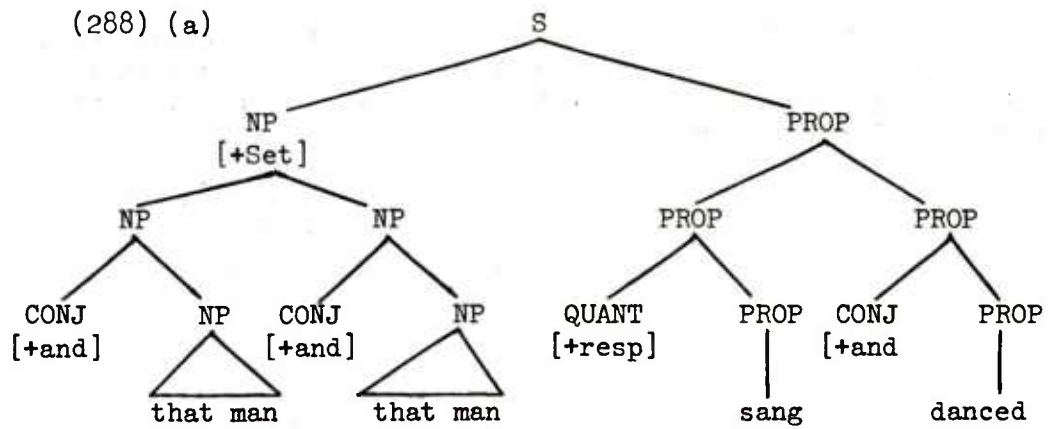 (288) (a)
S
NP PROP
[+Set]
NP NP PROP PROP
CONJ NP CONJ NP QUANT PROP CONJ PROP
[+and] [+and] [+resp] [+and
that man that man sang danced